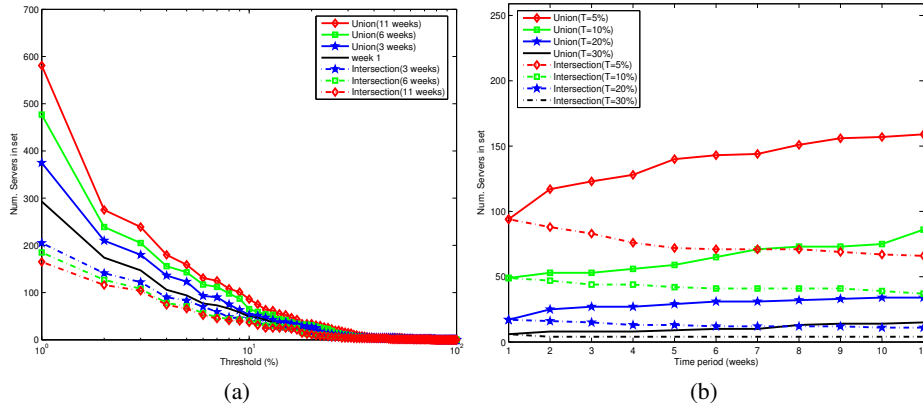 700
600
500
400
300
200
100
0
Num. Servers in set
10^0
10^1
10^2
Threshold (%)
Union(11 weeks)
Union(6 weeks)
Union(3 weeks)
week 1
Intersection(3 weeks)
Intersection(6 weeks)
Intersection(11 weeks)
(a)
250
200
150
100
50
0
Num. Servers in set
1 2 3 4 5 6 7 8 9 10
Time period (weeks)
Union(T=5%)
Union(T=10%)
Union(T=20%)
Union(T=30%)
Intersection(T=5%)
Intersection(T=10%)
Intersection(T=20%)
Intersection(T=30%)
(b)